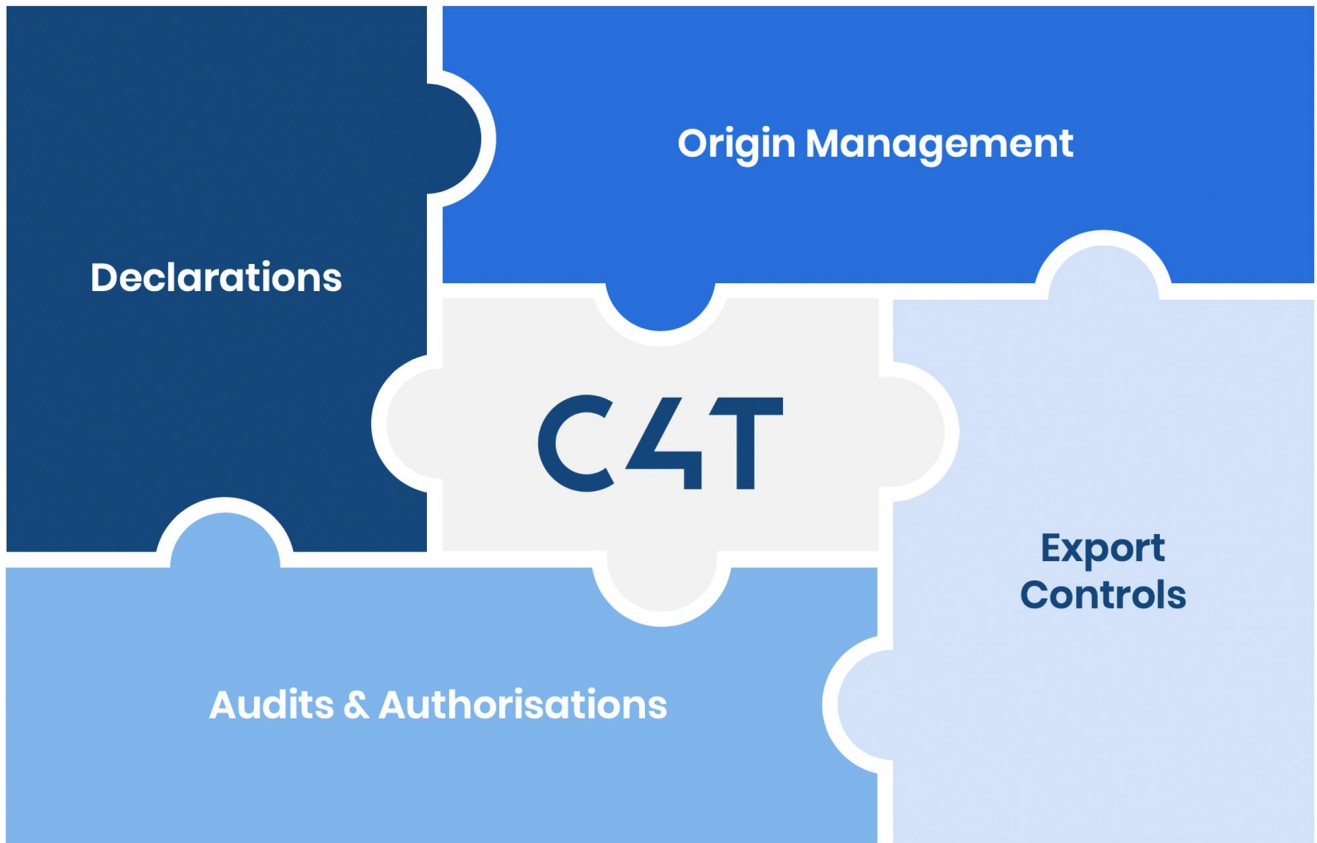 Declarations
Origin Management
C4T
Export
Controls
Audits & Authorisations